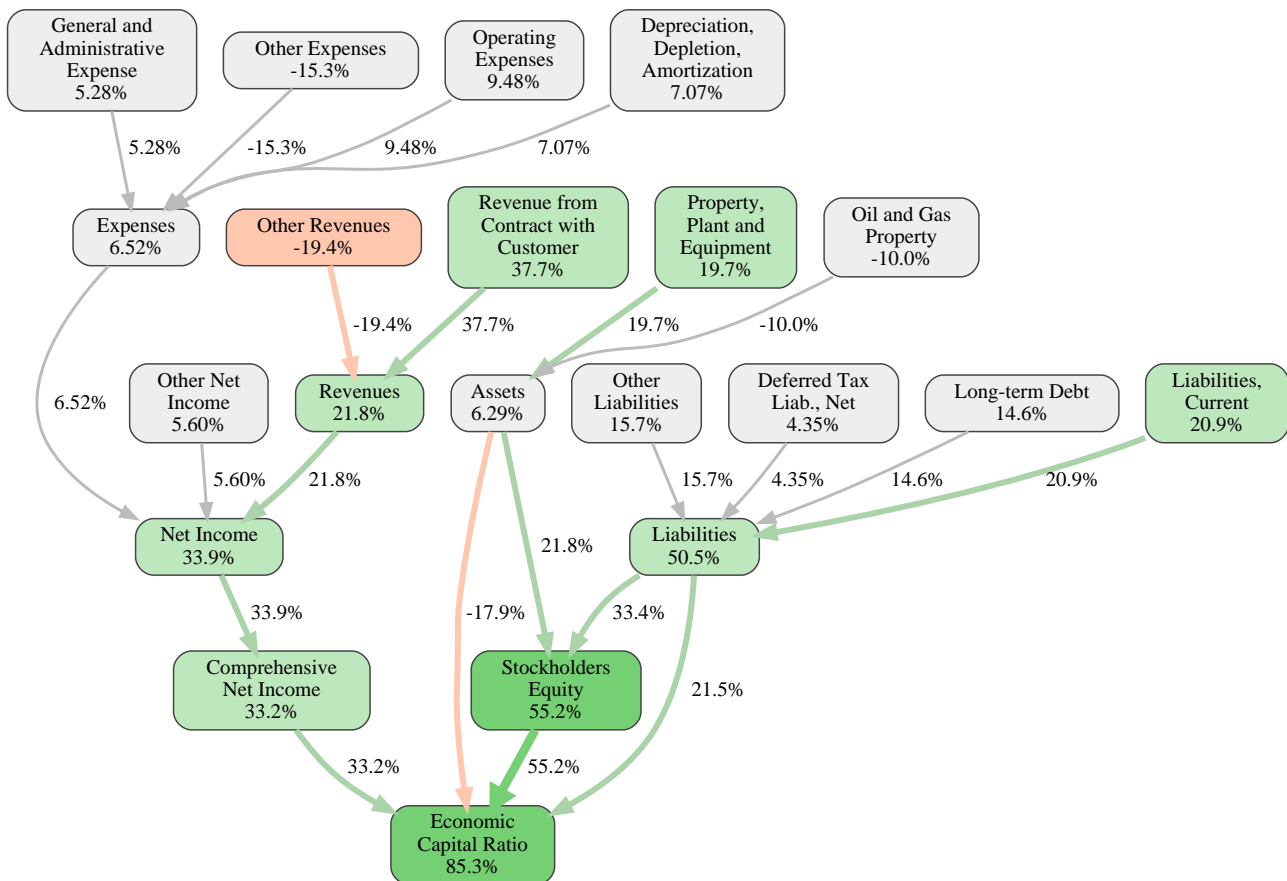 General and
Administrative
Expense
5.28%
Other Expenses
-15.3%
Operating
Expenses
9.48%
Depreciation,
Depletion,
Amortization
7.07%
5.28%
-15.3%
9.48%
7.07%
Expenses
6.52%
Other Revenues
-19.4%
Revenue from
Contract with
Customer
37.7%
Property,
Plant and
Equipment
19.7%
Oil and Gas
Property
-10.0%
-19.4%
37.7%
19.7%
-10.0%
6.52%
Other Net
Income
5.60%
Revenues
21.8%
Assets
6.29%
Other
Liabilities
15.7%
Deferred Tax
Liab., Net
4.35%
Long-term Debt
14.6%
Liabilities,
Current
20.9%
5.60%
21.8%
15.7%
4.35%
14.6%
20.9%
Net Income
33.9%
21.8%
Liabilities
50.5%
33.9%
-17.9%
33.4%
Comprehensive
Net Income
33.2%
Stockholders
Equity
55.2%
21.5%
33.2%
55.2%
Economic
Capital Ratio
85.3%